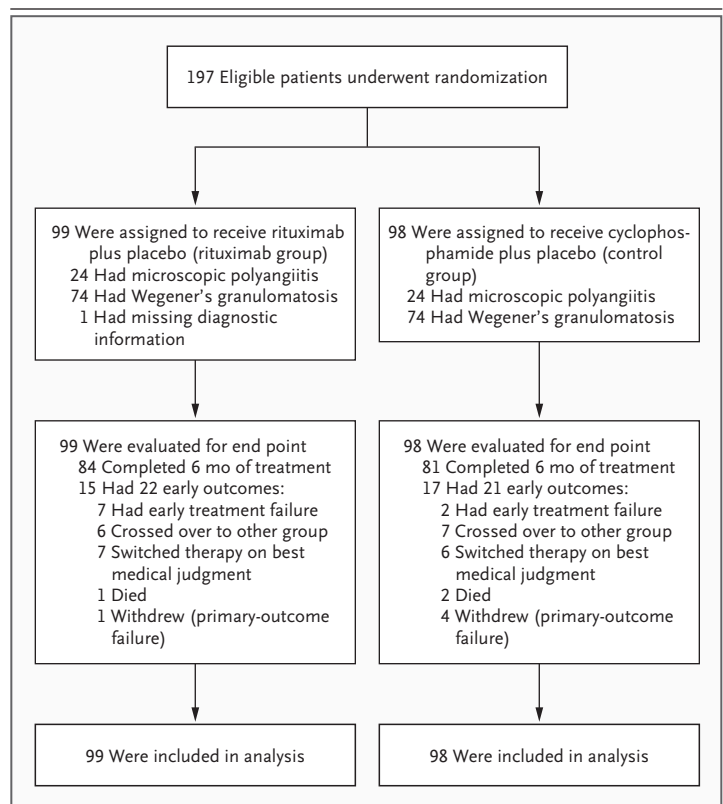 197 Eligible patients underwent randomization
99 Were assigned to receive rituximab
plus placebo (rituximab group)
24 Had microscopic polyangiitis
74 Had Wegener's granulomatosis
1 Had missing diagnostic
information
98 Were assigned to receive cyclophos-
phamide plus placebo (control
group)
24 Had microscopic polyangiitis
74 Had Wegener's granulomatosis
99 Were evaluated for end point
84 Completed 6 mo of treatment
15 Had 22 early outcomes:
7 Had early treatment failure
6 Crossed over to other group
7 Switched therapy on best
medical judgment
1 Died
1 Withdrew (primary-outcome
failure)
98 Were evaluated for end point
81 Completed 6 mo of treatment
17 Had 21 early outcomes:
2 Had early treatment failure
7 Crossed over to other group
6 Switched therapy on best
medical judgment
2 Died
4 Withdrew (primary-outcome
failure)
99 Were included in analysis
98 Were included in analysis